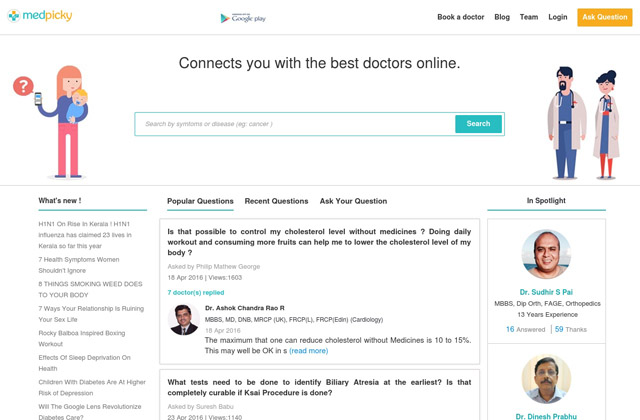 medpicky
Google play
Book a doctor
Blog
Team
Login
Ask Question
Connects you with the best doctors online.
?
Search by symtoms or disease (eg: cancer )
Search
What's new !
H1N1 On Rise In Kerala ! H1N1
influenza has claimed 23 lives in
Kerala so far this year
7 Health Symptoms Women
Shouldn't Ignore
8 THINGS SMOKING WEED DOES
TO YOUR BODY
7 Ways Your Relationship Is Ruining
Your Sex Life
Rocky Balboa Inspired Boxing
Workout
Effects Of Sleep Deprivation On
Health
Children With Diabetes Are At Higher
Risk of Depression
Will The Google Lens Revolutionize
Diabetes Care?
Popular Questions
Recent Questions
Ask Your Question
Is that possible to control my cholesterol level without medicines ? Doing daily
workout and consuming more fruits can help me to lower the cholesterol level of my
body ?
Asked by Philip Mathew George
18 Apr 2016 | Views:1603
7 doctor(s) replied
Dr. Ashok Chandra Rao R
MBBS, MD, DNB, MRCP (UK), FRCP(L), FRCP(Edin) (Cardiology)
18 Apr 2016
The maximum that one can reduce cholesterol without Medicines is 10 to 15%.
This may well be OK in s (read more)
What tests need to be done to identify Biliary Atresia at the earliest? Is that
completely curable if Ksai Procedure is done?
Asked by Suresh Babu
23 Apr 2016 | Views:1140
In Spotlight
Dr. Sudhir S Pai
MBBS, Dip Orth, FAGE, Orthopedics
13 Years Experience
16 Answered | 59 Thanks
Dr. Dinesh Prabhu